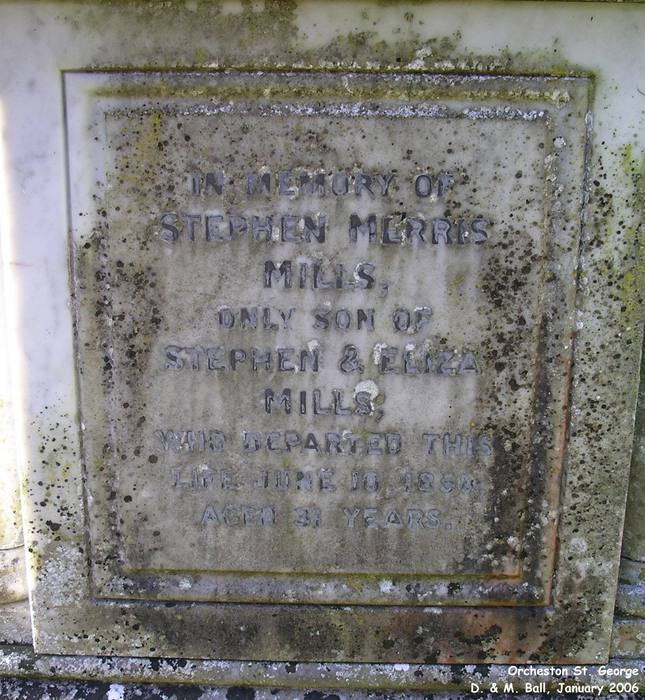 IN MEMORY OF
STEPHEN MERRIS
MILLS,
ONLY SON OF
STEPHEN & ELIZA
MILLS,
WHO DEPARTED THIS
LIFE JUNE
AGED 31 YEARS.
Orcheston St. George
D. & M. Ball, January 2006